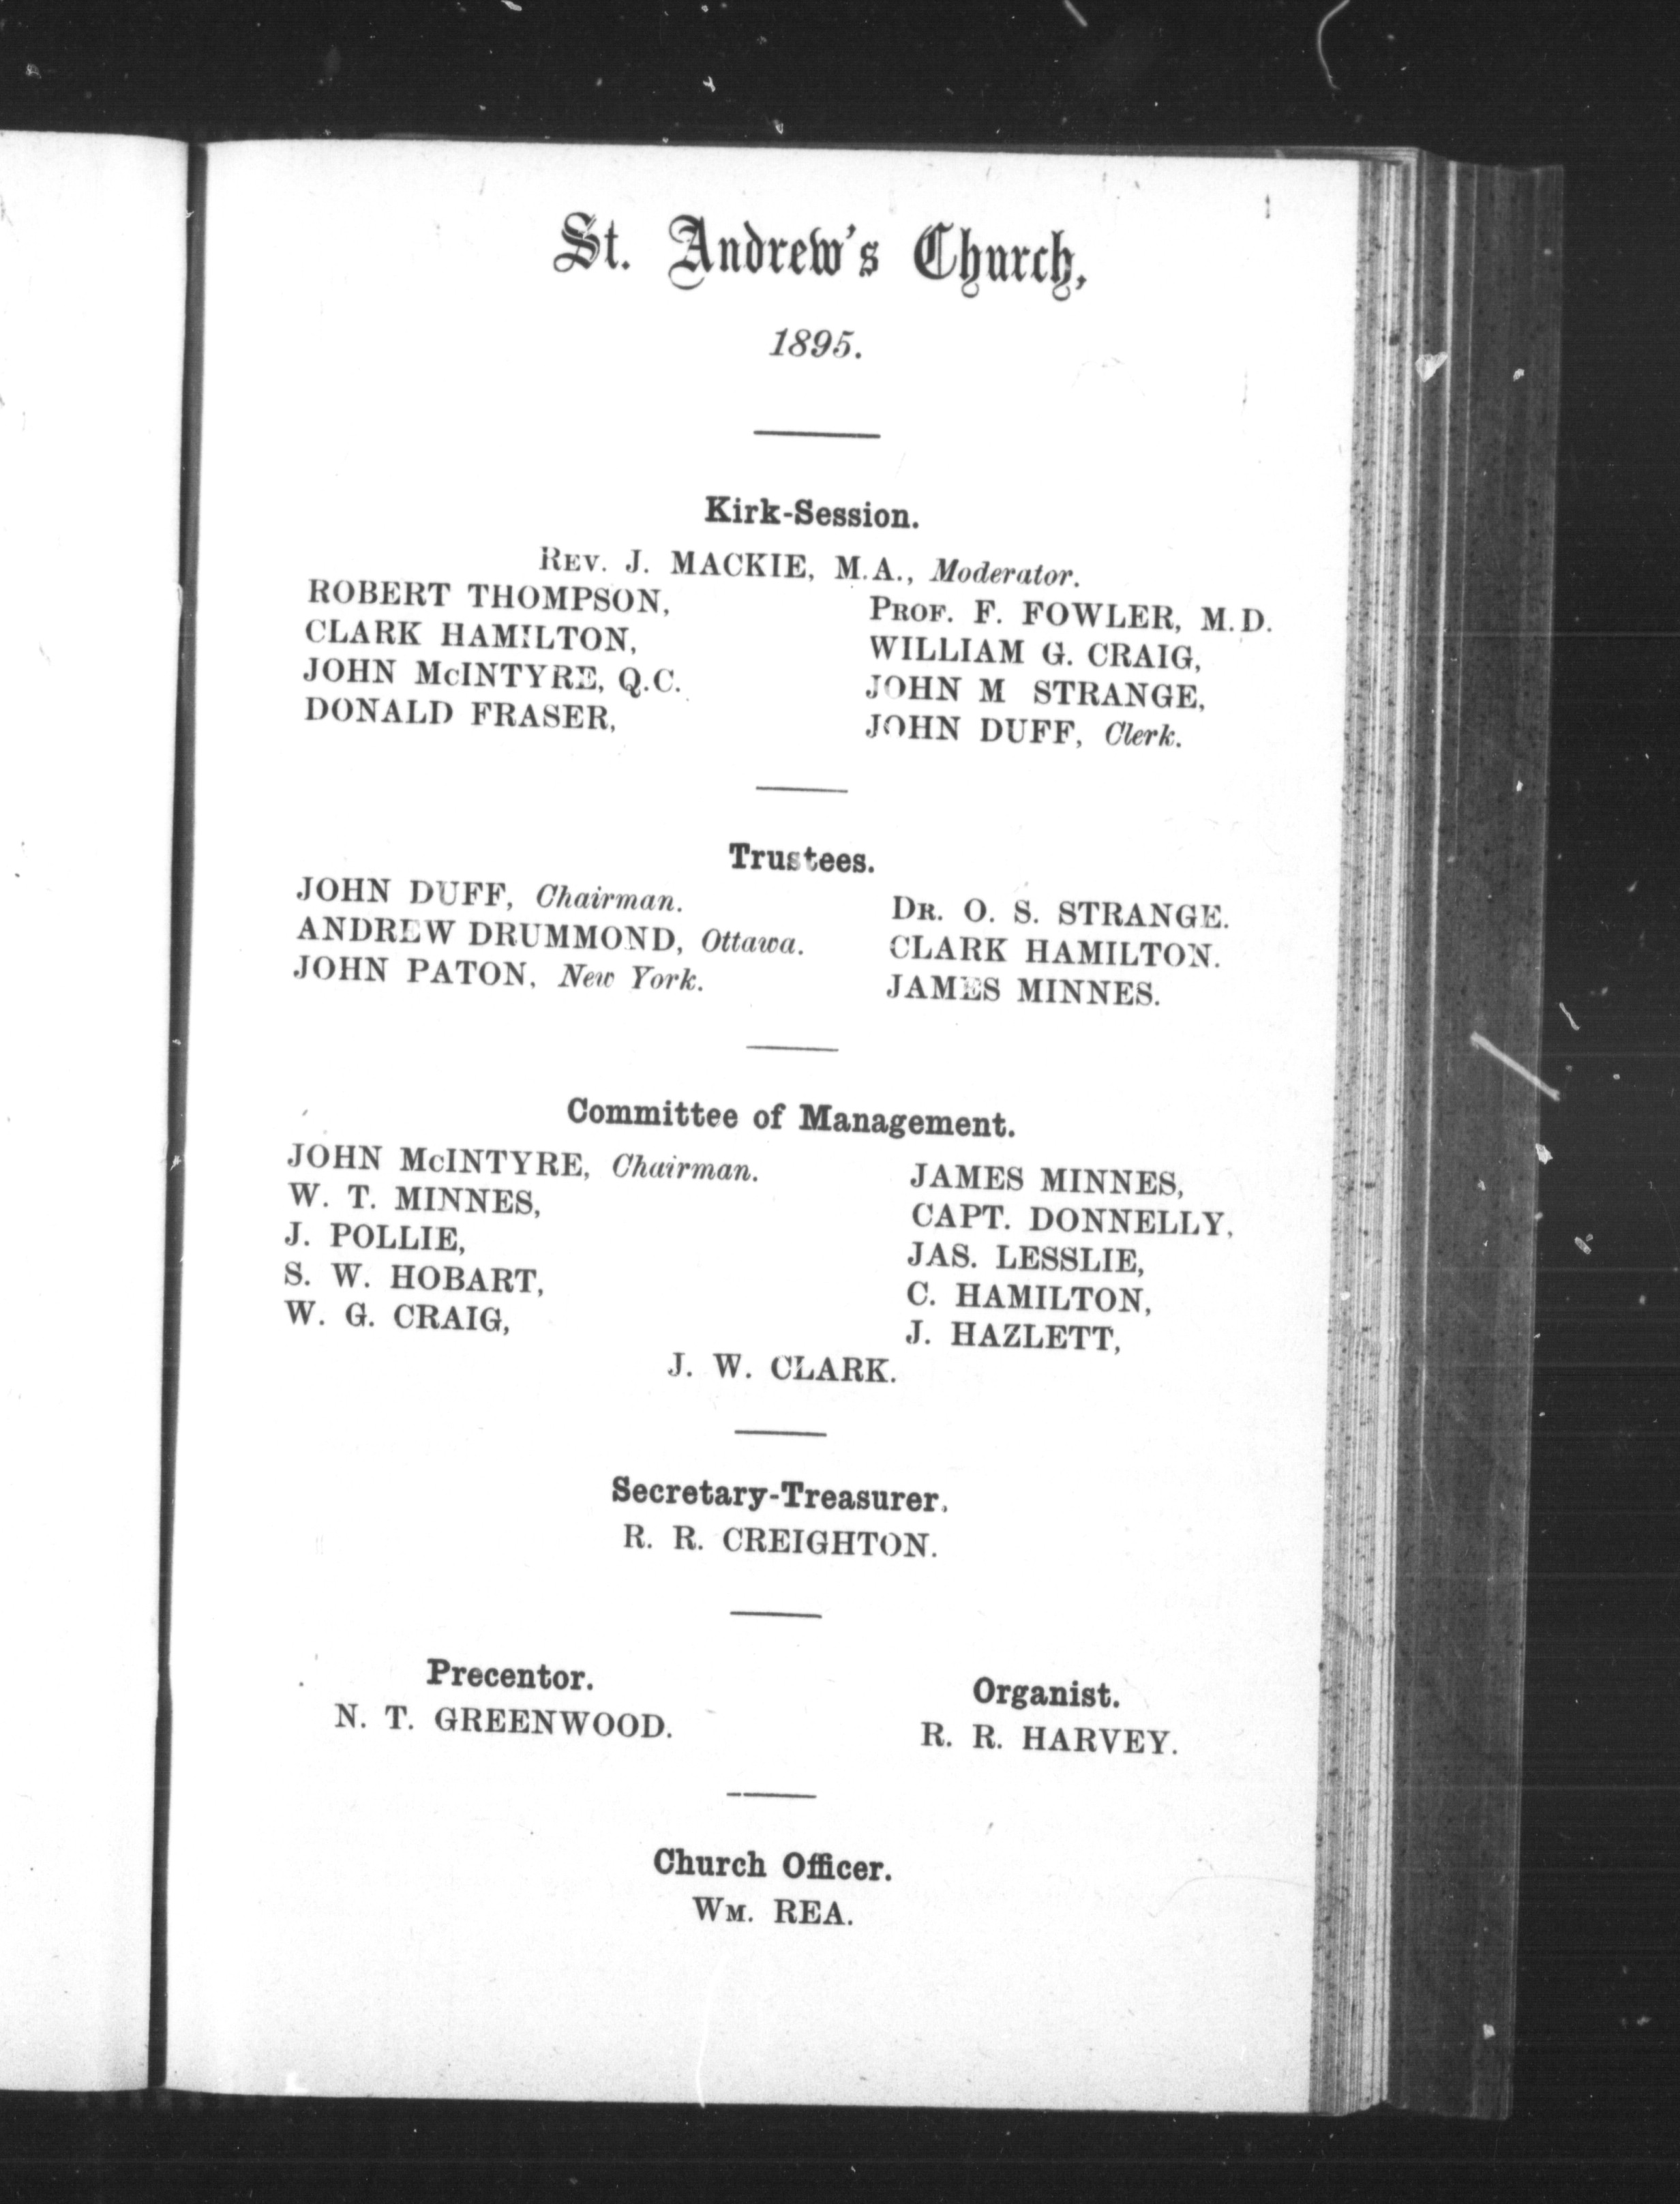 St. Andrew's Church,
1895.
Kirk-Session.
REV. J. MACKIE, M.A., Moderator.
ROBERT THOMPSON,
CLARK HAMILTON,
JOHN McINTYRE, Q.C.
DONALD FRASER,
PROF. F. FOWLER, M.D.
WILLIAM G. CRAIG,
JOHN M STRANGE,
JOHN DUFF, Clerk.
Trustees.
JOHN DUFF, Chairman.
ANDREW DRUMMOND, Ottawa.
JOHN PATON, New York.
DR. O. S. STRANGE.
CLARK HAMILTON.
JAMES MINNES.
Committee of Management.
JOHN McINTYRE, Chairman.
W. T. MINNES,
J. POLLIE,
S. W. HOBART,
W. G. CRAIG,
JAMES MINNES,
CAPT. DONNELLY,
JAS. LESSLIE,
C. HAMILTON,
J. HAZLETT,
J. W. CLARK.
Secretary-Treasurer.
R. R. CREIGHTON.
Precentor.
N. T. GREENWOOD.
Organist.
R. R. HARVEY.
Church Officer.
WM. REA.